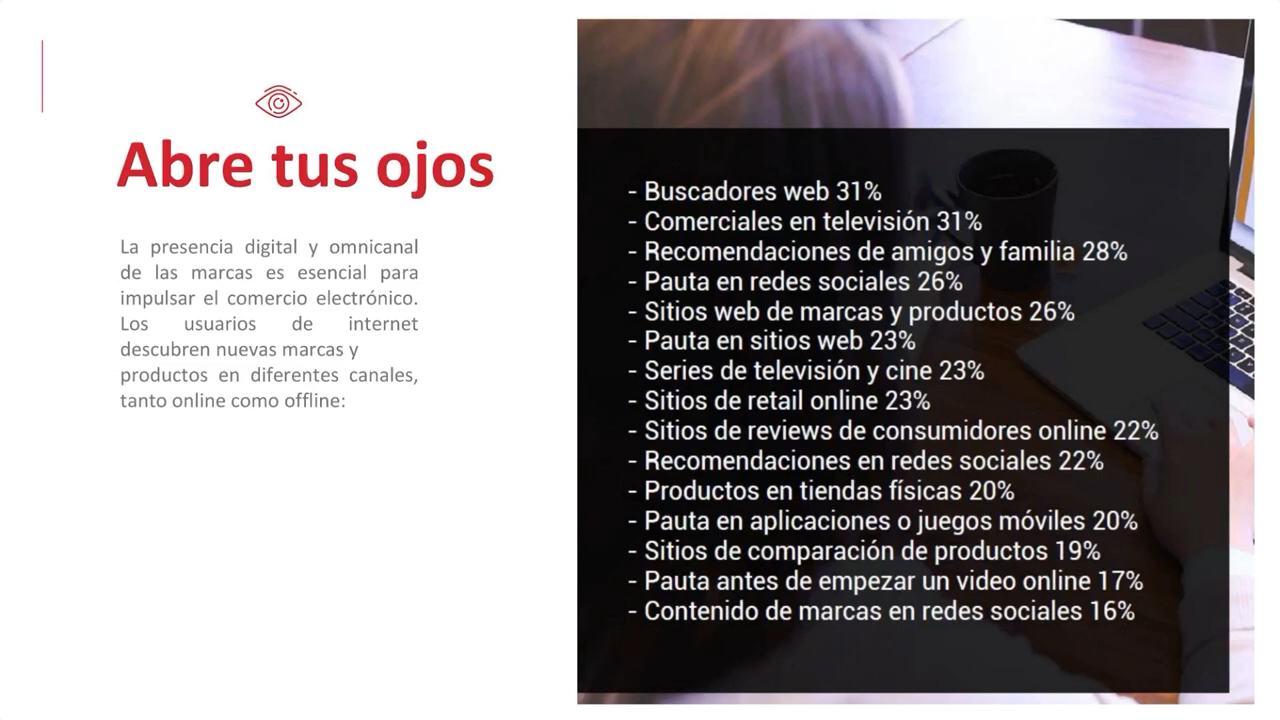 Abre tus ojos
La presencia digital y omnicanal
de las marcas es esencial para
impulsar el comercio electrónico.
Los usuarios de internet
descubren nuevas marcas y
productos en diferentes canales,
tanto online como offline:
- Buscadores web 31%
- Comerciales en televisión 31%
- Recomendaciones de amigos y familia 28%
- Pauta en redes sociales 26%
- Sitios web de marcas y productos 26%
- Pauta en sitios web 23%
- Series de televisión y cine 23%
- Sitios de retail online 23%
- Sitios de reviews de consumidores online 22%
- Recomendaciones en redes sociales 22%
- Productos en tiendas físicas 20%
- Pauta en aplicaciones o juegos móviles 20%
- Sitios de comparación de productos 19%
- Pauta antes de empezar un video online 17%
- Contenido de marcas en redes sociales 16%